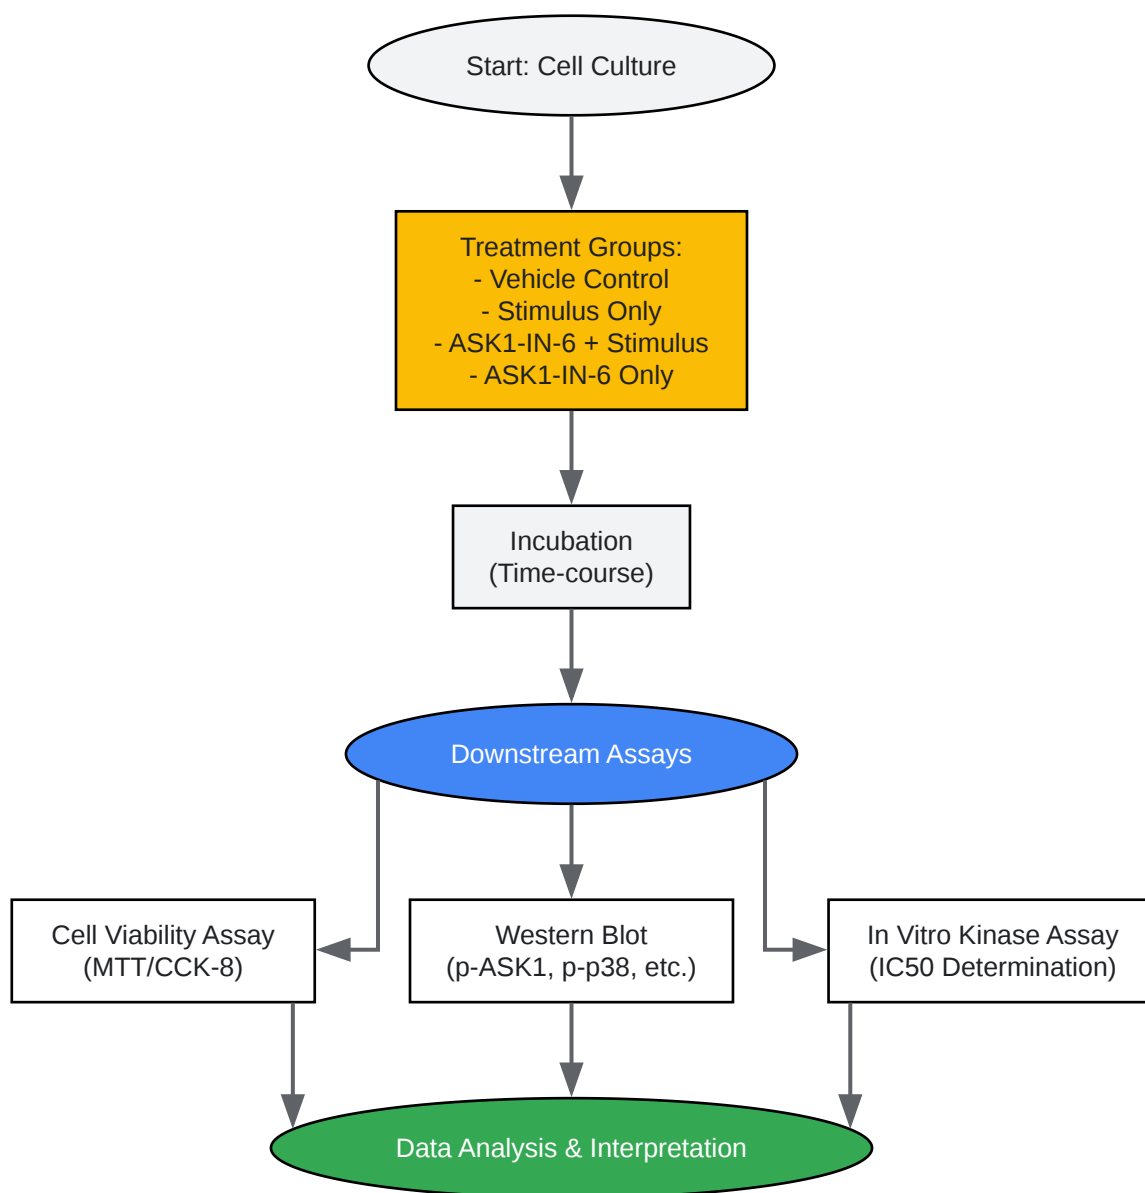 Start: Cell Culture
Treatment Groups:
- Vehicle Control
- Stimulus Only
- ASK1-IN-6 + Stimulus
- ASK1-IN-6 Only
Incubation
(Time-course)
Downstream Assays
Cell Viability Assay
(MTT/CCK-8)
Western Blot
(p-ASK1, p-p38, etc.)
In Vitro Kinase Assay
(IC50 Determination)
Data Analysis & Interpretation